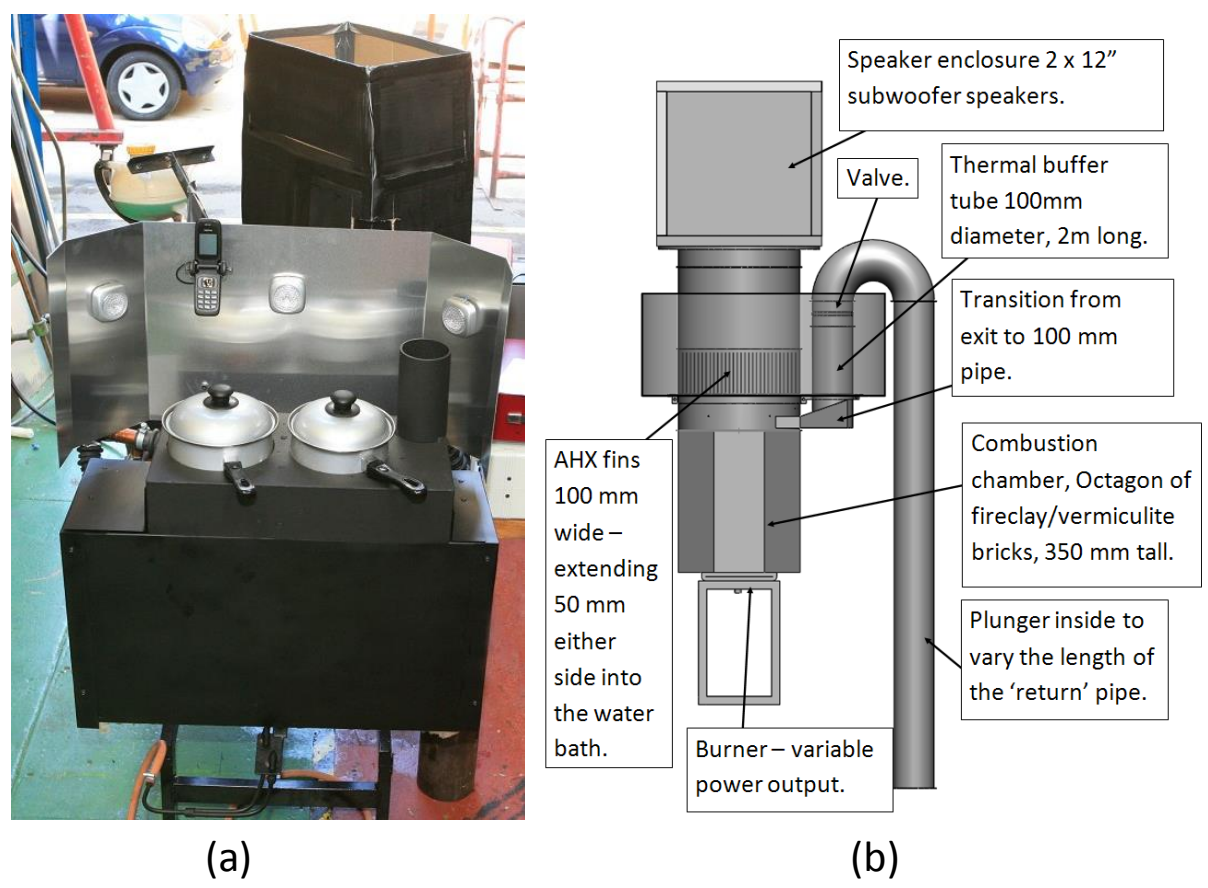 Speaker enclosure 2 x 12”
subwoofer speakers.
Valve.
Thermal buffer
tube 100mm
diameter, 2m long.
Transition from
exit to 100 mm
pipe.
AHX fins
100 mm
wide –
extending
50 mm
either
side into
the water
bath.
Combustion
chamber, Octagon of
fireclay/vermiculite
bricks, 350 mm tall.
Plunger inside to
vary the length of
the ‘return’ pipe.
Burner – variable
power output.
(a)
(b)